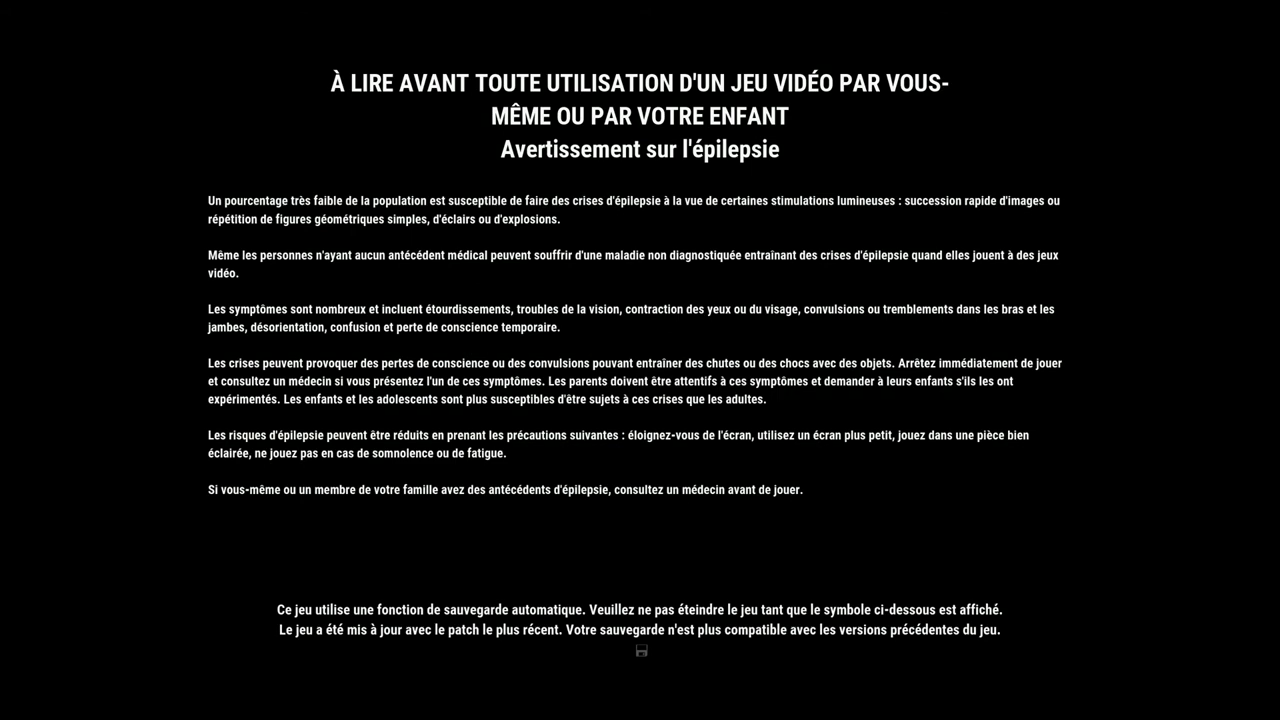 À LIRE AVANT TOUTE UTILISATION D'UN JEU VIDÉO PAR VOUS-
MÊME OU PAR VOTRE ENFANT
Avertissement sur l'épilepsie
Un pourcentage très faible de la population est susceptible de faire des crises d'épilepsie à la vue de certaines stimulations lumineuses : succession rapide d'images ou
répétition de figures géométriques simples, d'éclairs ou d'explosions.
Même les personnes n'ayant aucun antécédent médical peuvent souffrir d'une maladie non diagnostiquée entraînant des crises d'épilepsie quand elles jouent à des jeux
vidéo.
Les symptômes sont nombreux et incluent étourdissements, troubles de la vision, contraction des yeux ou du visage, convulsions ou tremblements dans les bras et les
jambes, désorientation, confusion et perte de conscience temporaire.
Les crises peuvent provoquer des pertes de conscience ou des convulsions pouvant entraîner des chutes ou des chocs avec des objets. Arrêtez immédiatement de jouer
et consultez un médecin si vous présentez l'un de ces symptômes. Les parents doivent être attentifs à ces symptômes et demander à leurs enfants s'ils les ont
expérimentés. Les enfants et les adolescents sont plus susceptibles d'être sujets à ces crises que les adultes.
Les risques d'épilepsie peuvent être réduits en prenant les précautions suivantes : éloignez-vous de l'écran, utilisez un écran plus petit, jouez dans une pièce bien
éclairée, ne jouez pas en cas de somnolence ou de fatigue.
Si vous-même ou un membre de votre famille avez des antécédents d'épilepsie, consultez un médecin avant de jouer.
Ce jeu utilise une fonction de sauvegarde automatique. Veuillez ne pas éteindre le jeu tant que le symbole ci-dessous est affiché.
Le jeu a été mis à jour avec le patch le plus récent. Votre sauvegarde n'est plus compatible avec les versions précédentes du jeu.